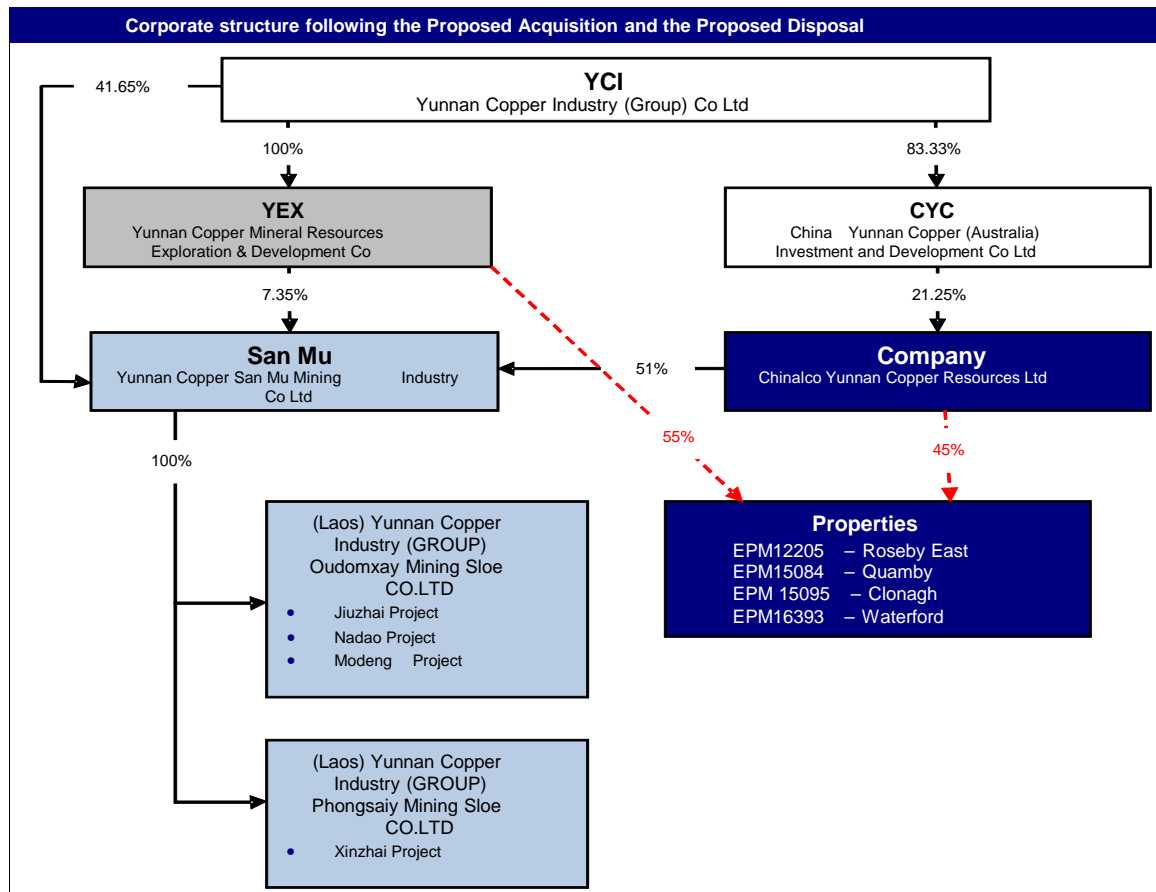 Corporate structure following the Proposed Acquisition and the Proposed Disposal
YCI
Yunnan Copper Industry (Group) Co Ltd
41.65%
100%
83.33%
YEX
Yunnan Copper Mineral Resources
Exploration & Development Co
CYC
China Yunnan Copper (Australia)
Investment and Development Co Ltd
7.35%
21.25%
San Mu
Yunnan Copper San Mu Mining Industry
Co Ltd
51%
Company
Chinalco Yunnan Copper Resources Ltd
100%
55%
45%
(Laos) Yunnan Copper
Industry (GROUP)
Oudomxay Mining Sloe
CO.LTD
• Jiuzhai Project
• Nadao Project
• Modeng Project
Properties
EPM12205 – Roseby East
EPM15084 – Quamby
EPM 15095 – Clonagh
EPM16393 – Waterford
(Laos) Yunnan Copper
Industry (GROUP)
Phongsaiy Mining Sloe
CO.LTD
• Xinzhai Project